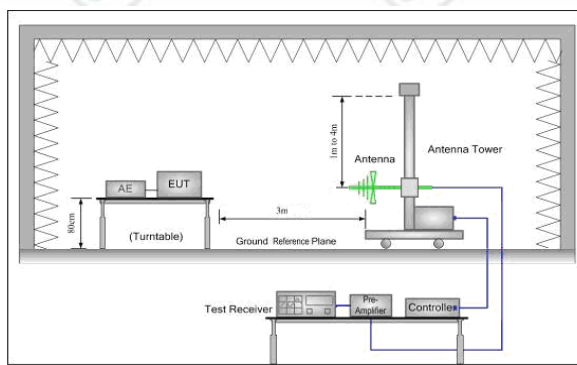 1m to 4m
Antenna
Antenna Tower
AE
EUT
80cm
(Turntable)
3m
Ground Reference Plane
Test Receiver
Pre-
Amplifier
Controller